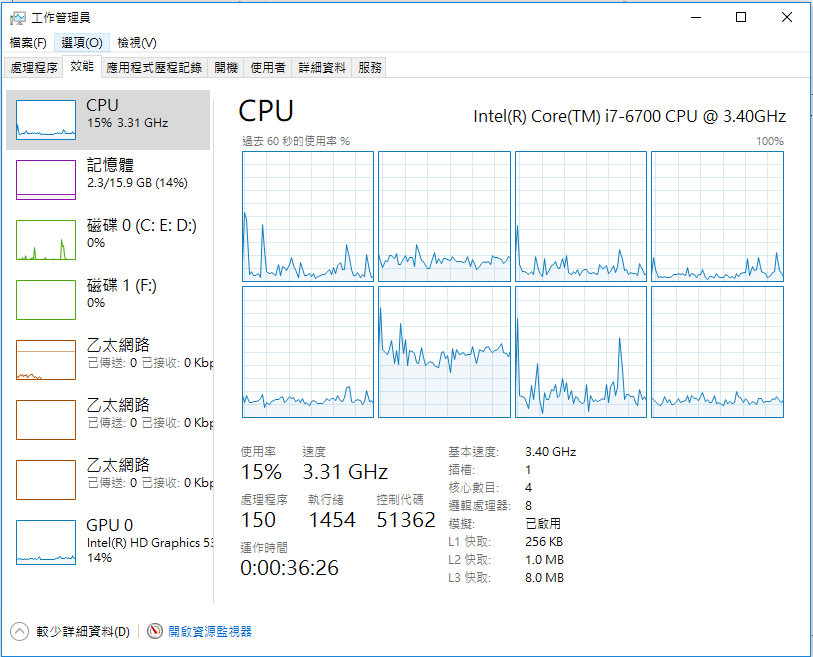 工作管理員
檔案(F) 選項(O) 檢視(V)
處理程序 效能 應用程式歷程記錄 開機 使用者 詳細資料 服務
CPU
15% 3.31 GHz
記憶體
2.3/15.9 GB (14%)
磁碟 0 (C: E: D:)
0%
磁碟 1 (F:)
0%
乙太網路
已傳送: 0 已接收: 0 Kbp
乙太網路
已傳送: 0 已接收: 0 Kbp
乙太網路
已傳送: 0 已接收: 0 Kbp
GPU 0
Intel(R) HD Graphics 53
14%
CPU
Intel(R) Core(TM) i7-6700 CPU @ 3.40GHz
過去 60 秒的使用率 %
100%
使用率 速度
15% 3.31 GHz
處理程序 執行緒 控制代碼
150 1454 51362
運作時間
0:00:36:26
基本速度: 3.40 GHz
插槽: 1
核心數目: 4
邏輯處理器: 8
模擬: 已啟用
L1 快取: 256 KB
L2 快取: 1.0 MB
L3 快取: 8.0 MB
較少詳細資料(D) 開啟資源監視器